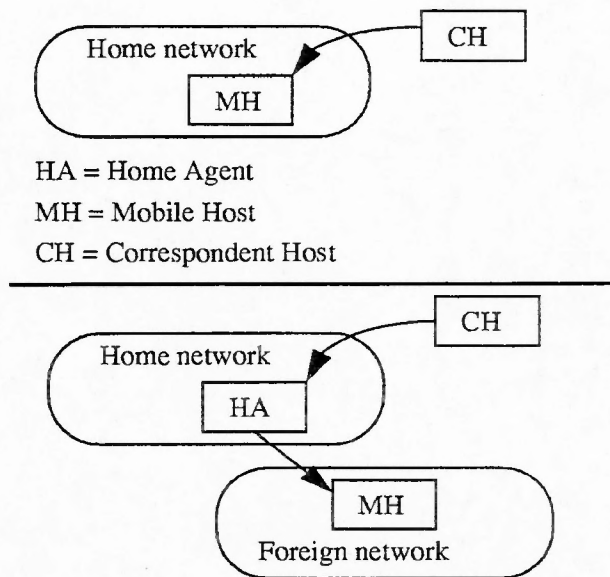 CH
Home network
MH
HA = Home Agent
MH = Mobile Host
CH = Correspondent Host
CH
Home network
HA
MH
Foreign network